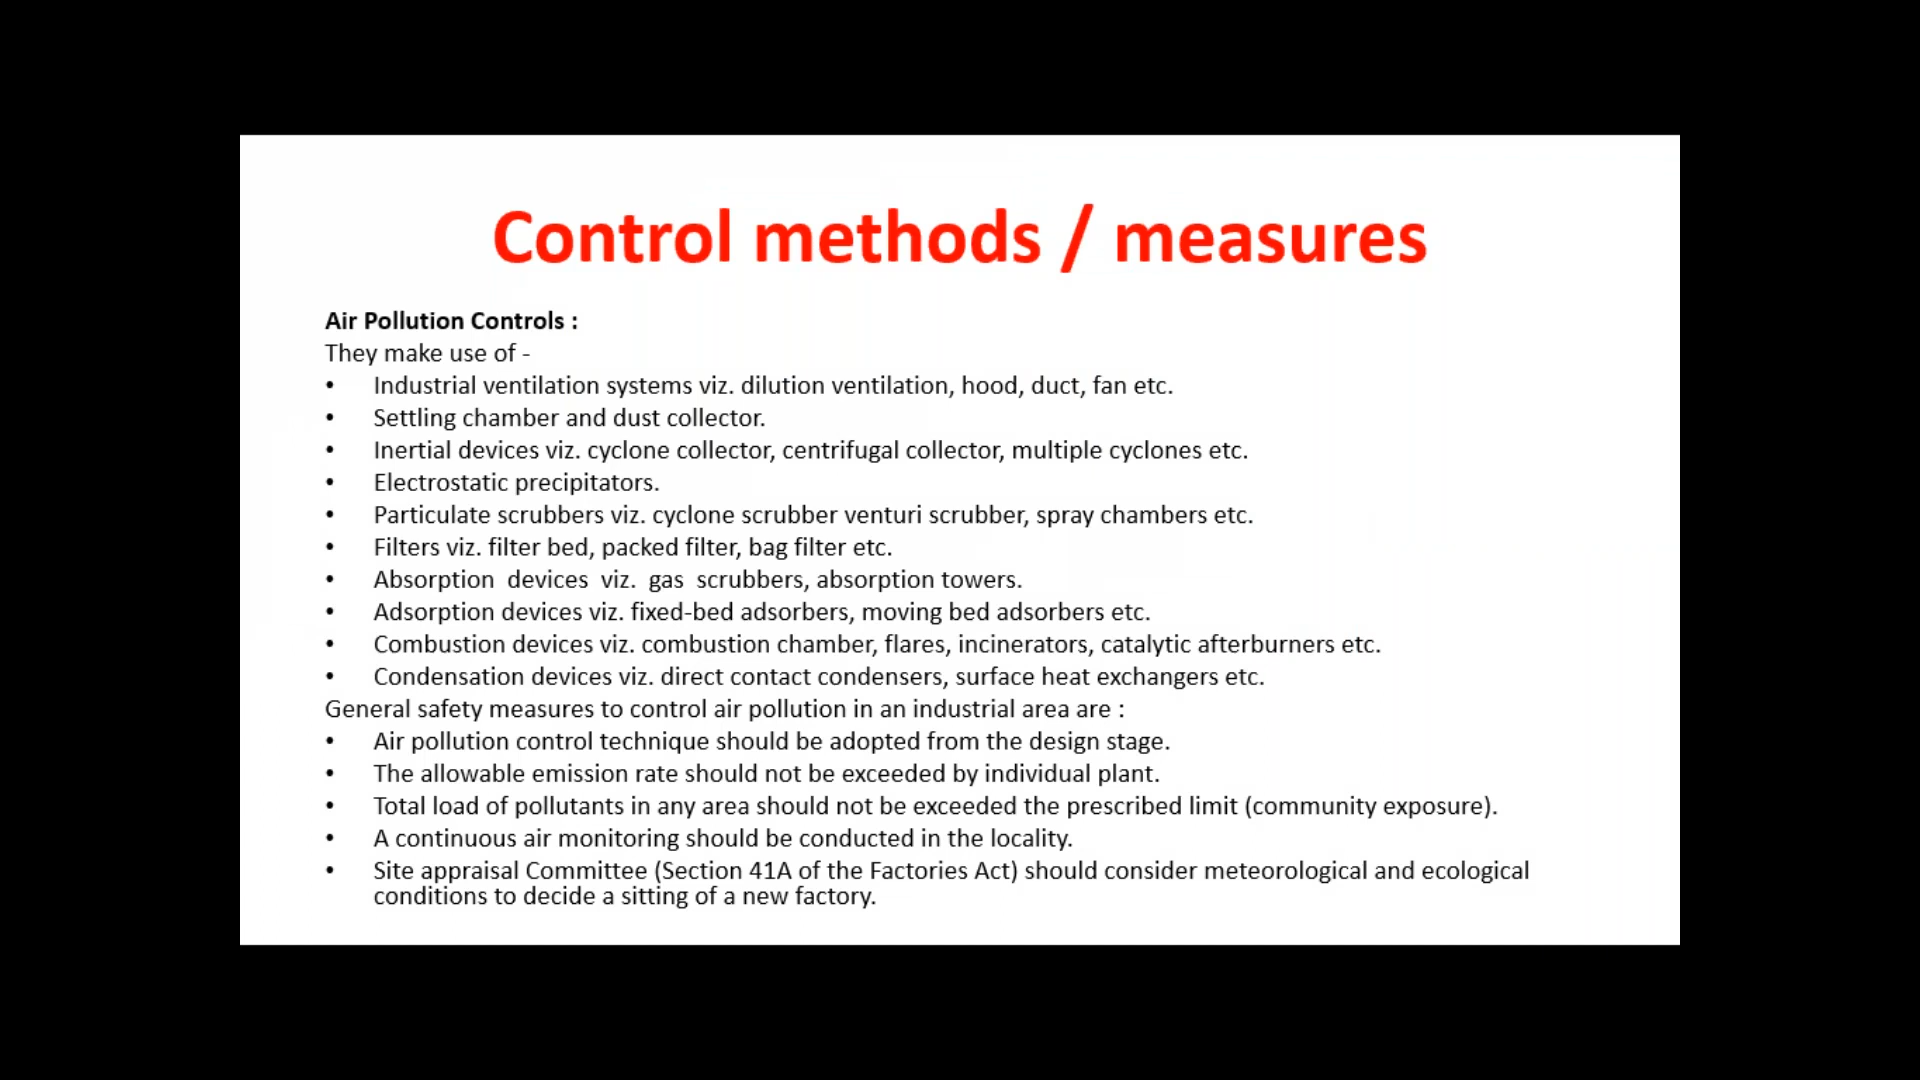 Control methods / measures
Air Pollution Controls :
They make use of -
• Industrial ventilation systems viz. dilution ventilation, hood, duct, fan etc.
• Settling chamber and dust collector.
• Inertial devices viz. cyclone collector, centrifugal collector, multiple cyclones etc.
• Electrostatic precipitators.
• Particulate scrubbers viz. cyclone scrubber venturi scrubber, spray chambers etc.
• Filters viz. filter bed, packed filter, bag filter etc.
• Absorption devices viz. gas scrubbers, absorption towers.
• Adsorption devices viz. fixed-bed adsorbers, moving bed adsorbers etc.
• Combustion devices viz. combustion chamber, flares, incinerators, catalytic afterburners etc.
• Condensation devices viz. direct contact condensers, surface heat exchangers etc.
General safety measures to control air pollution in an industrial area are :
• Air pollution control technique should be adopted from the design stage.
• The allowable emission rate should not be exceeded by individual plant.
• Total load of pollutants in any area should not be exceeded the prescribed limit (community exposure).
• A continuous air monitoring should be conducted in the locality.
• Site appraisal Committee (Section 41A of the Factories Act) should consider meteorological and ecological
conditions to decide a sitting of a new factory.